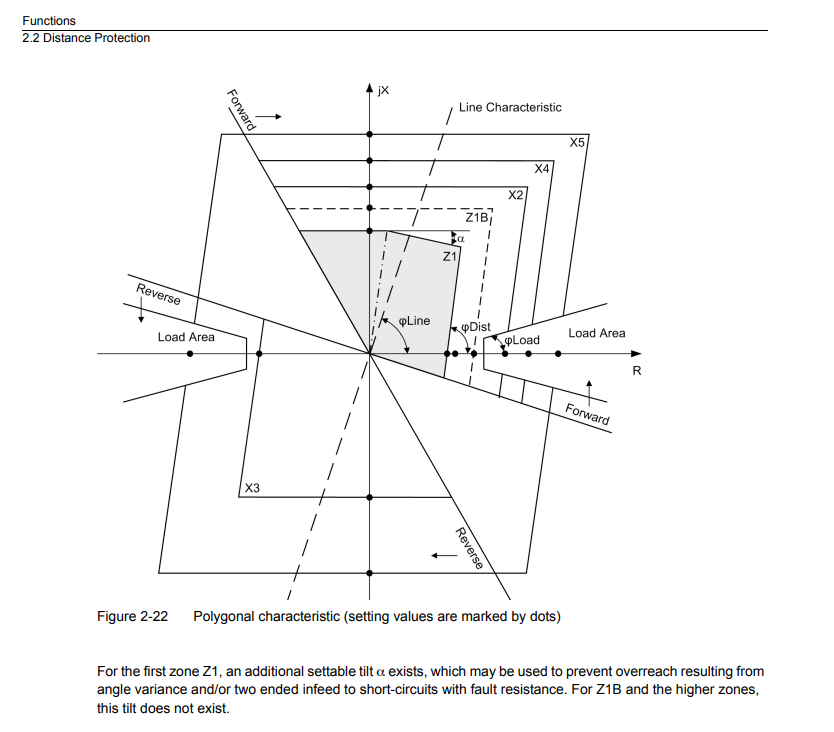 Functions
2.2 Distance Protection
jX
Forward
Line Characteristic
X5
X4
X2
Z1B
α
Z1
Reverse
φLine
φDist
φLoad
Load Area
Load Area
R
Forward
X3
Reverse
Figure 2-22 Polygonal characteristic (setting values are marked by dots)
For the first zone Z1, an additional settable tilt α exists, which may be used to prevent overreach resulting from
angle variance and/or two ended infeed to short-circuits with fault resistance. For Z1B and the higher zones,
this tilt does not exist.